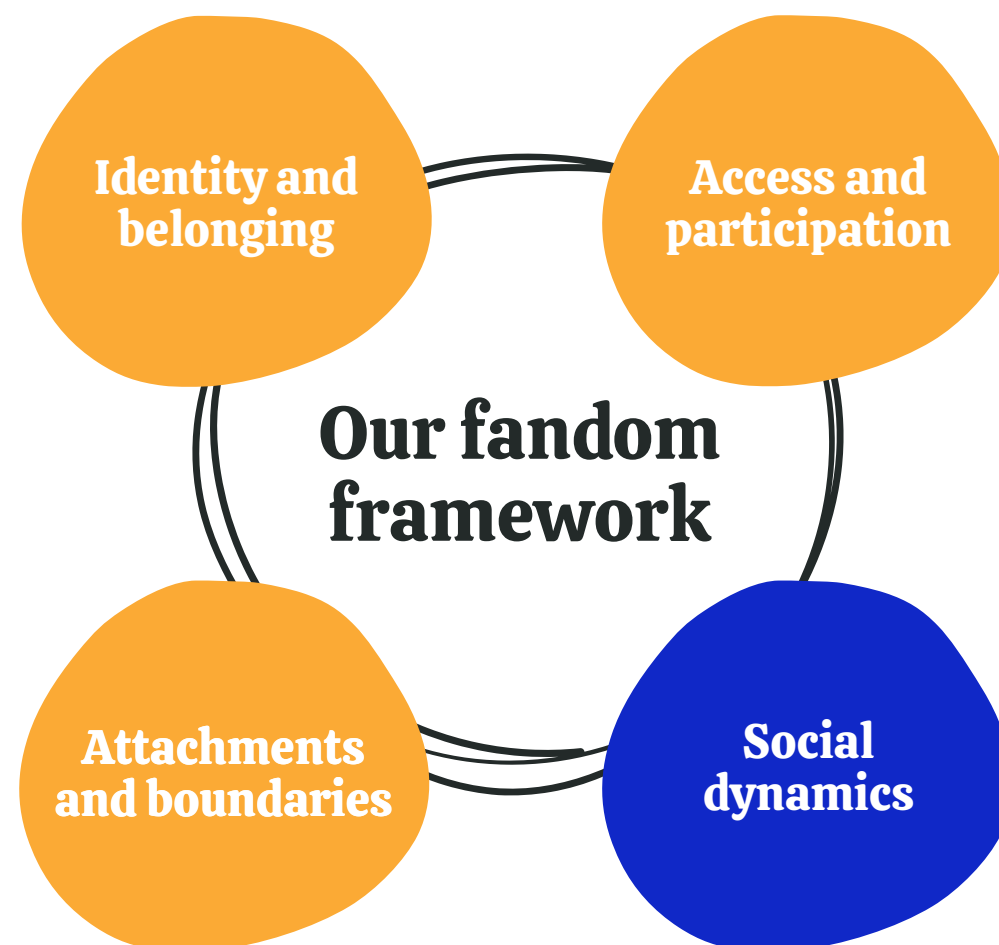 Identity and
belonging
Access and
participation
Our fandom
framework
Attachments
and boundaries
Social
dynamics